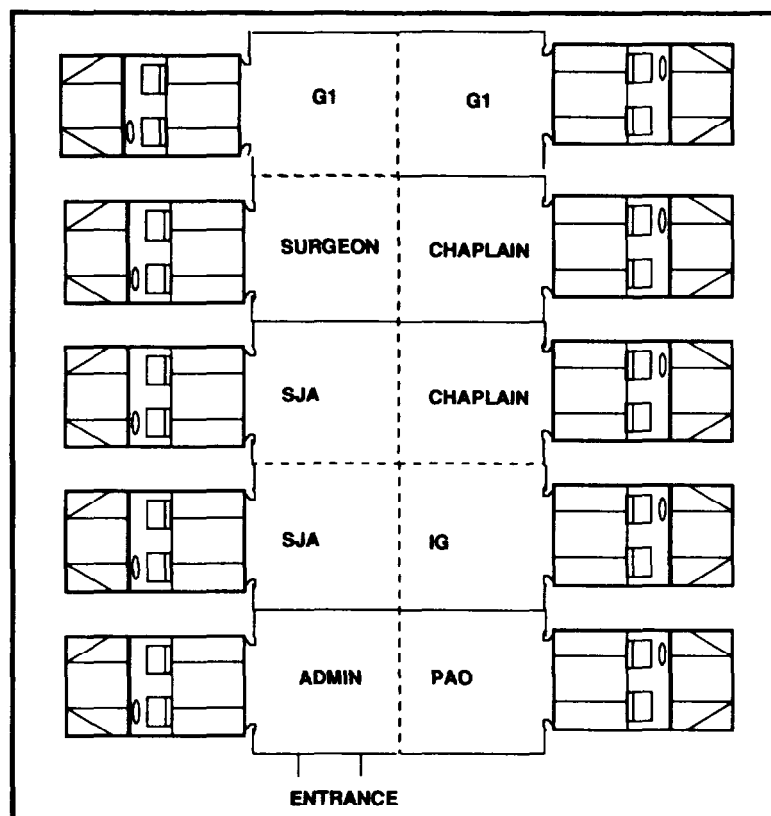 G1 G1
SURGEON CHAPLAIN
SJA CHAPLAIN
SJA IG
ADMIN PAO
ENTRANCE